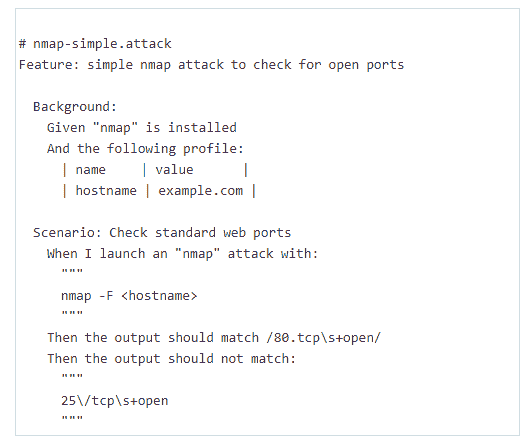 # nmap-simple.attack
Feature: simple nmap attack to check for open ports
Background:
Given "nmap" is installed
And the following profile:
| name | value |
| hostname | example.com |
Scenario: Check standard web ports
When I launch an "nmap" attack with:
"""
nmap -F <hostname>
"""
Then the output should match /80.tcp\s+open/
Then the output should not match:
"""
25\/tcp\s+open
"""